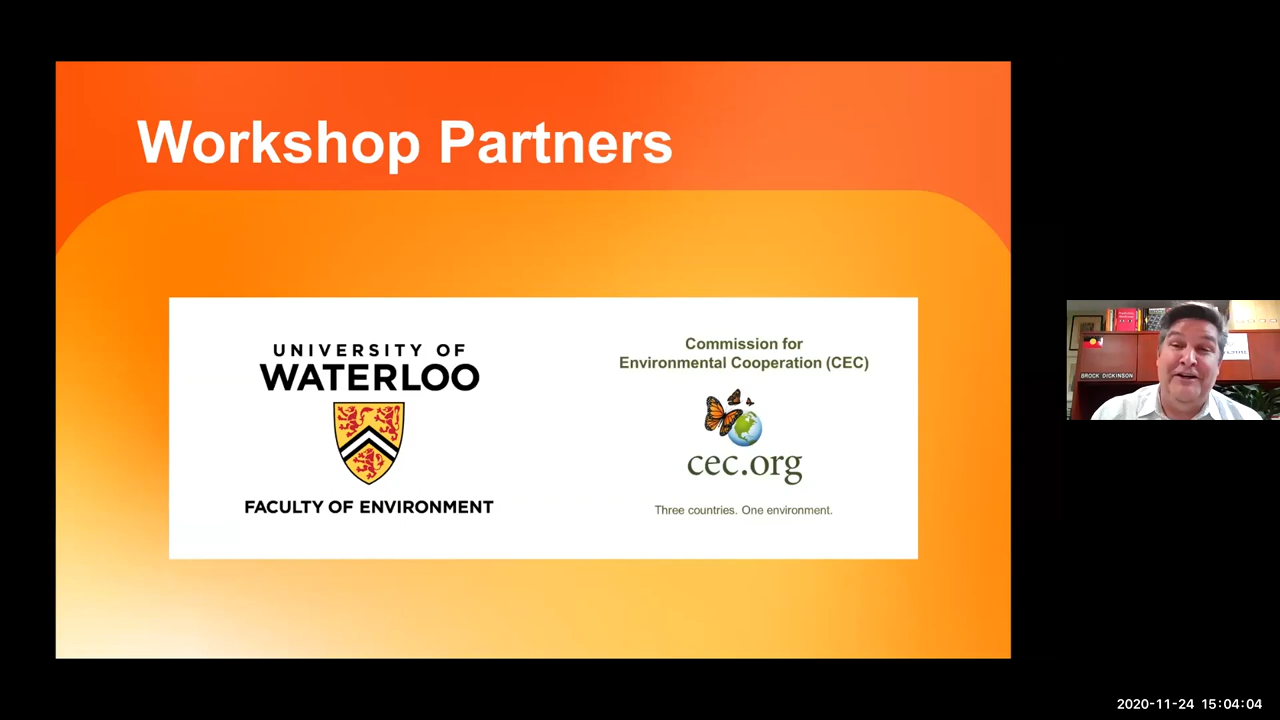 Workshop Partners
UNIVERSITY OF
WATERLOO
FACULTY OF ENVIRONMENT
Commission for
Environmental Cooperation (CEC)
cec.org
Three countries. One environment.
BROCK DICKINSON
2020-11-24 15:04:04